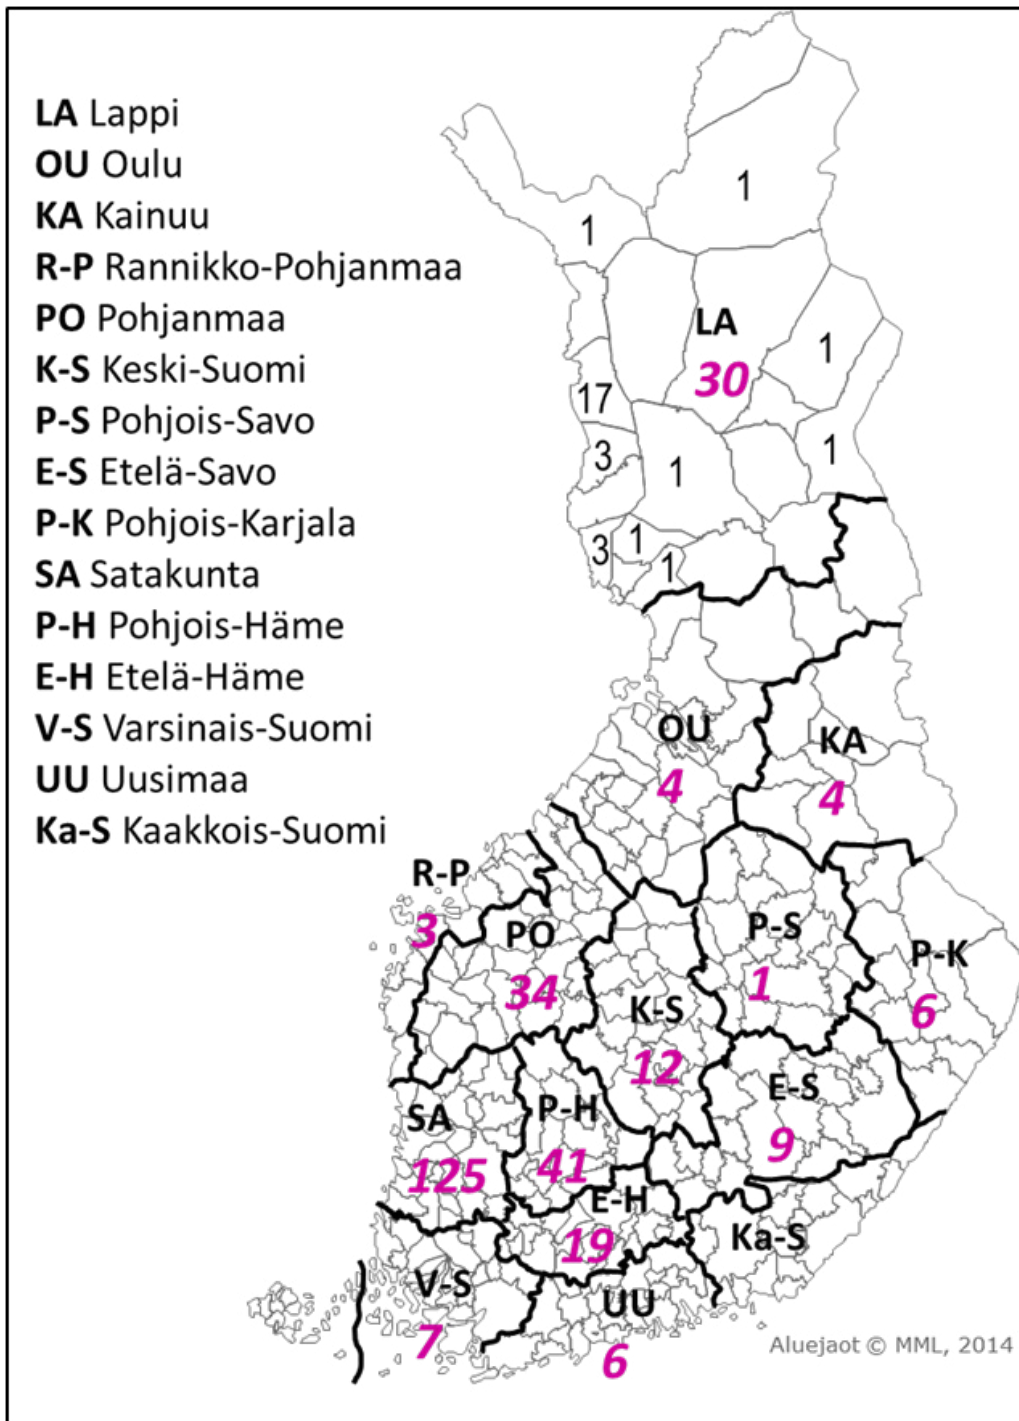 LA Lappi
OU Oulu
KA Kainuu
R-P Rannikko-Pohjanmaa
PO Pohjanmaa
K-S Keski-Suomi
P-S Pohjois-Savo
E-S Etelä-Savo
P-K Pohjois-Karjala
SA Satakunta
P-H Pohjois-Häme
E-H Etelä-Häme
V-S Varsinais-Suomi
UU Uusimaa
Ka-S Kaakkois-Suomi
1
1
LA
30
1
17
3
1
1
3
1
1
OU
4
KA
4
R-P
3
PO
34
P-S
1
P-K
6
K-S
12
E-S
9
SA
125
P-H
41
E-H
19
Ka-S
V-S
7
UU
6
Aluejaot © MML, 2014